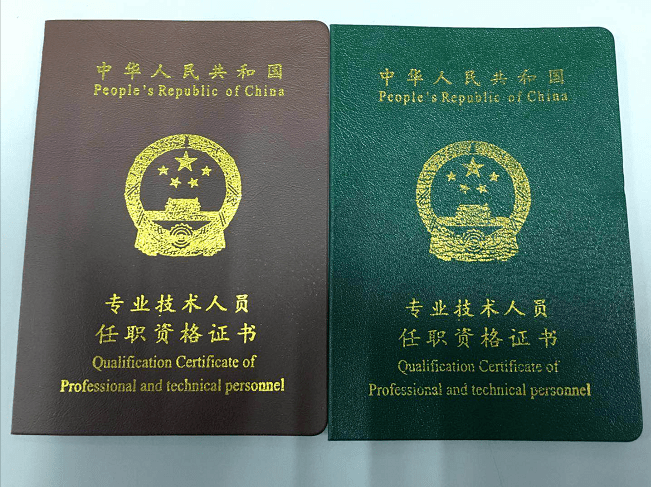 中华人民共和国
People's Republic of China
专业技术人员
任职资格证书
Qualification Certificate of
Professional and technical personnel
中华人民共和国
People's Republic of China
专业技术人员
任职资格证书
Qualification Certificate of
Professional and technical personnel